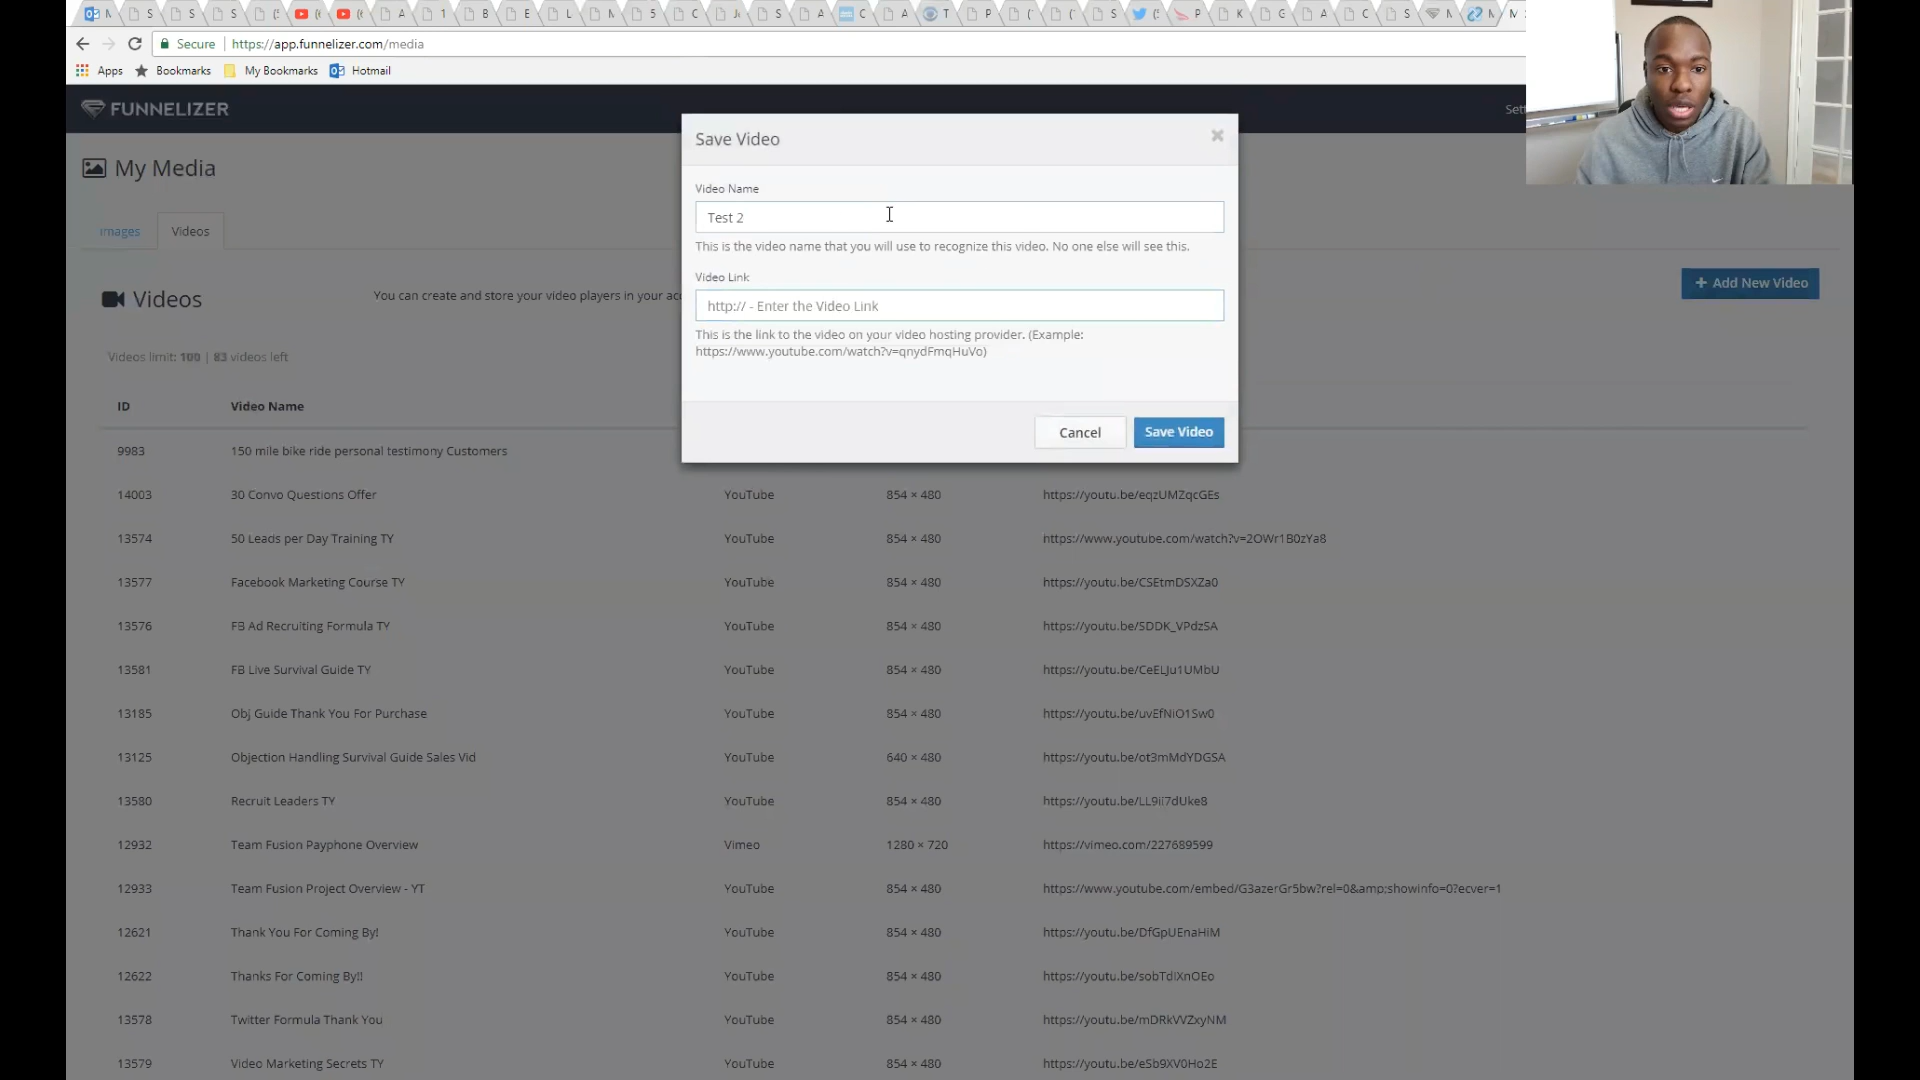 Secure https://app.funnelizer.com/media
Apps Bookmarks My Bookmarks Hotmail
FUNNELIZER
My Media
Images Videos
Videos
You can create and store your video players in your
+ Add New Video
Videos limit: 100 | 83 videos left
Save Video
Video Name
Test 2
This is the video name that you will use to recognize this video. No one else will see this.
Video Link
http:// - Enter the Video Link
This is the link to the video on your video hosting provider. (Example:
https://www.youtube.com/watch?v=qnydFmqHuVo)
Cancel Save Video
ID Video Name
9983 150 mile bike ride personal testimony Customers
14003 30 Convo Questions Offer YouTube 854 × 480 https://youtu.be/eqzUMZqcGEs
13574 50 Leads per Day Training TY YouTube 854 × 480 https://www.youtube.com/watch?v=2OWr1B0zYa8
13577 Facebook Marketing Course TY YouTube 854 × 480 https://youtu.be/CSEtmDSXZa0
13576 FB Ad Recruiting Formula TY YouTube 854 × 480 https://youtu.be/SDDK_VPdzSA
13581 FB Live Survival Guide TY YouTube 854 × 480 https://youtu.be/CeELJu1UMbU
13185 Obj Guide Thank You For Purchase YouTube 854 × 480 https://youtu.be/uvEfNiO1Sw0
13125 Objection Handling Survival Guide Sales Vid YouTube 640 × 480 https://youtu.be/ot3mMdYDGSA
13580 Recruit Leaders TY YouTube 854 × 480 https://youtu.be/LL9iI7dUke8
12932 Team Fusion Payphone Overview Vimeo 1280 × 720 https://vimeo.com/227689599
12933 Team Fusion Project Overview - YT YouTube 854 × 480 https://www.youtube.com/embed/G3azerGr5bw?rel=0&amp;showinfo=0?ecver=1
12621 Thank You For Coming By! YouTube 854 × 480 https://youtu.be/DfGpUEnaHiM
12622 Thanks For Coming By!! YouTube 854 × 480 https://youtu.be/sobTdIXnOEo
13578 Twitter Formula Thank You YouTube 854 × 480 https://youtu.be/mDRkVVZxyNM
13579 Video Marketing Secrets TY YouTube 854 × 480 https://youtu.be/eSb9XV0Ho2E